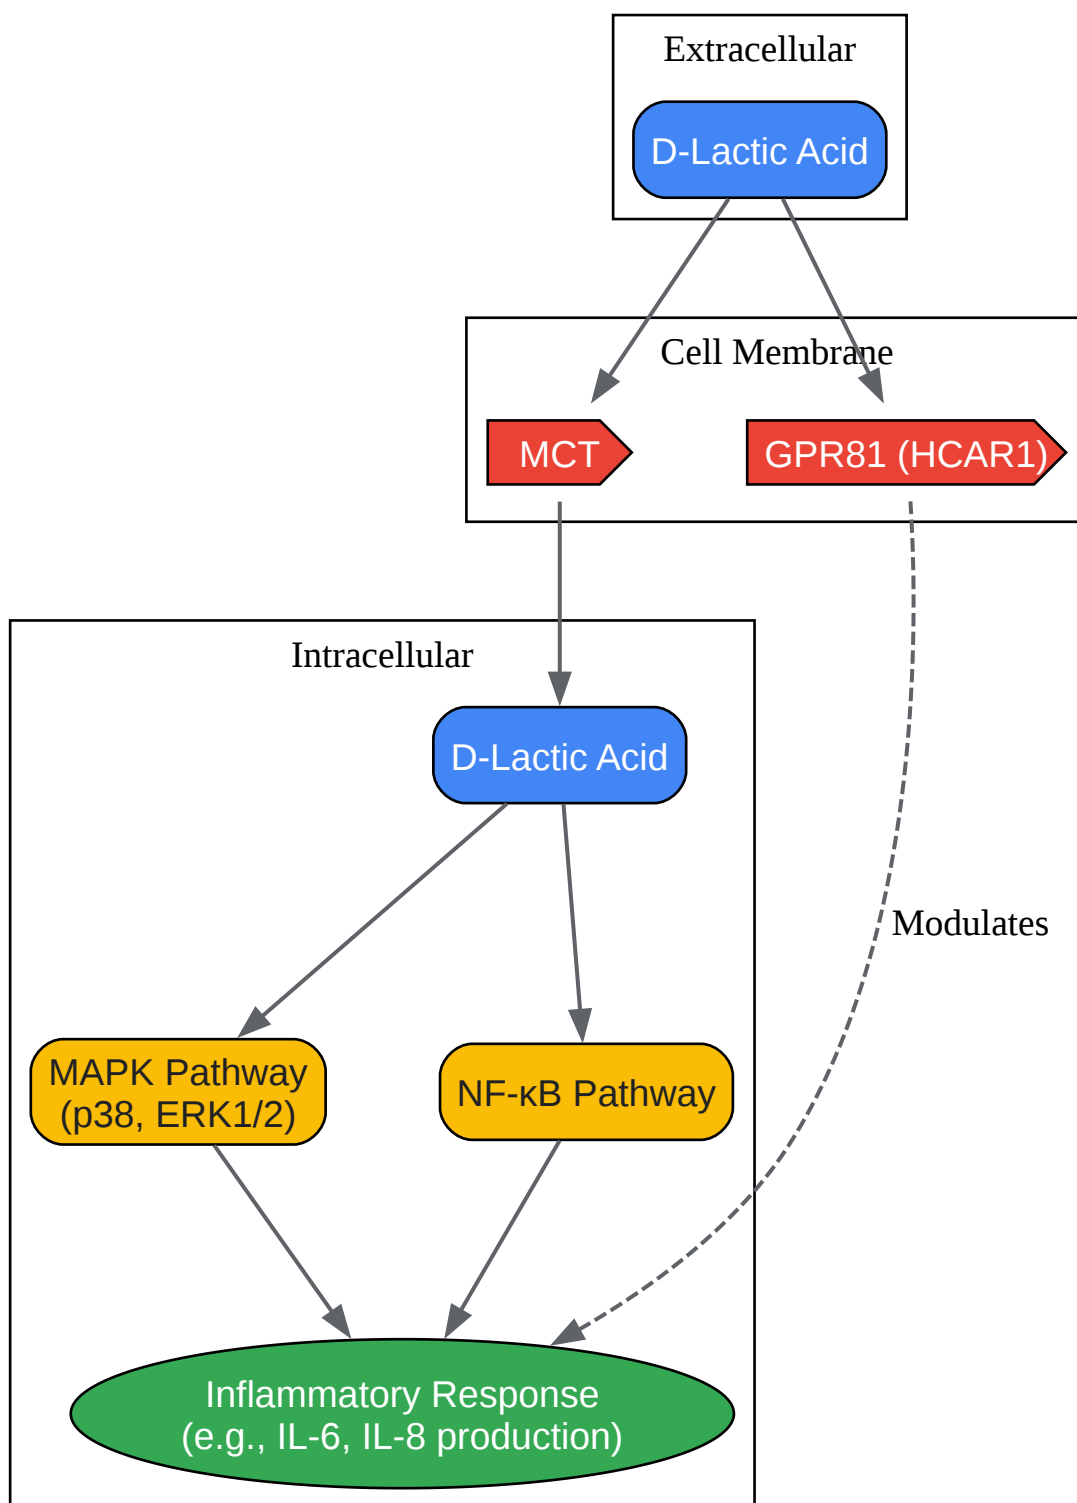 Extracellular
D-Lactic Acid
Cell Membrane
MCT
GPR81 (HCAR1)
Intracellular
D-Lactic Acid
Modulates
MAPK Pathway
(p38, ERK1/2)
NF-κB Pathway
Inflammatory Response
(e.g., IL-6, IL-8 production)